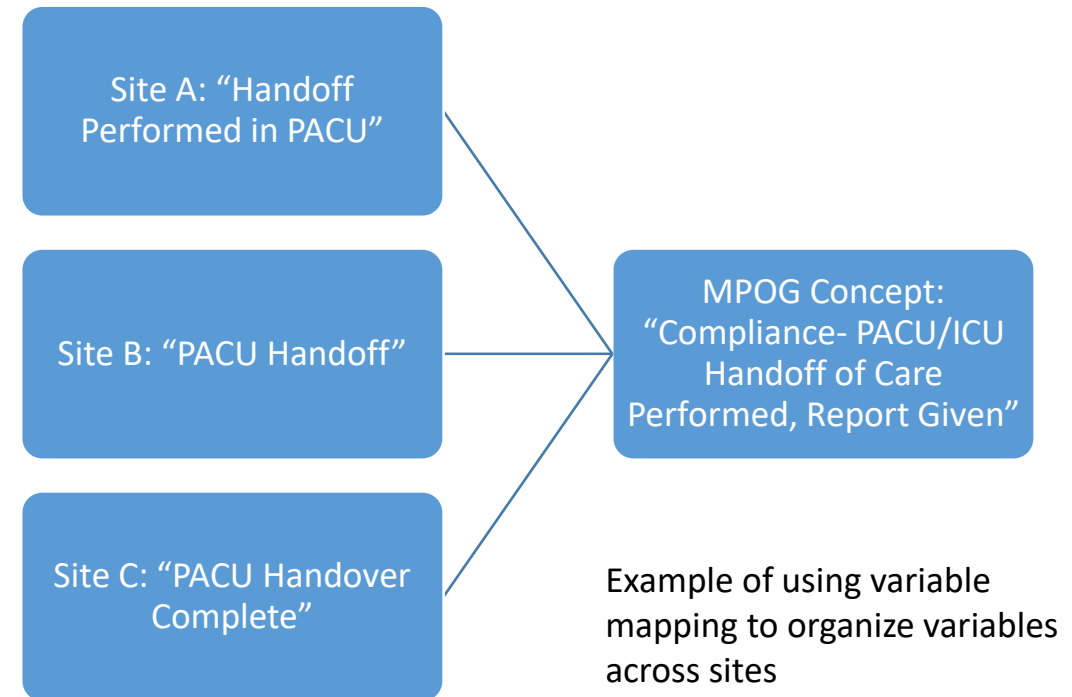 Site A: “Handoff
Performed in PACU”
Site B: “PACU Handoff”
Site C: “PACU Handover
Complete”
MPOG Concept:
“Compliance- PACU/ICU
Handoff of Care
Performed, Report Given”
Example of using variable
mapping to organize variables
across sites